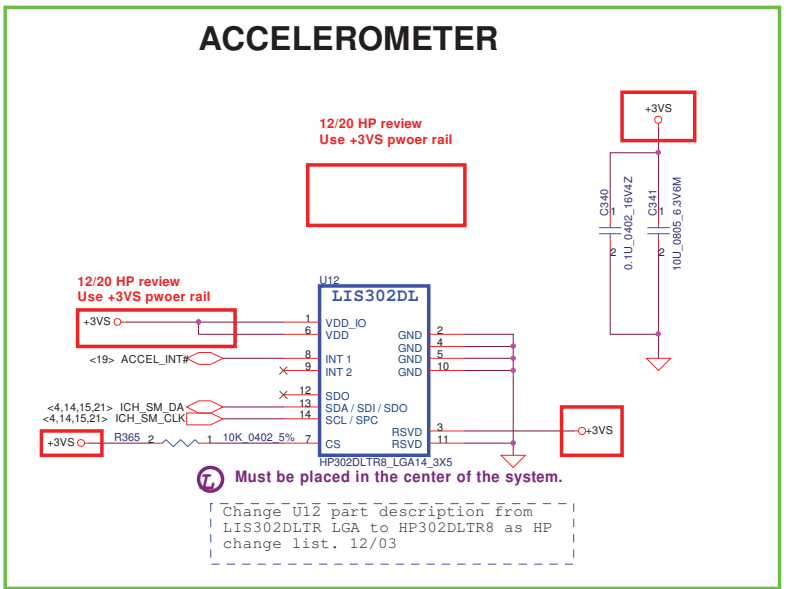 ACCELEROMETER
+3VS
12/20 HP review
Use +3VS pwoer rail
C340
1
2
0.1U_0402_16V4Z
C341
1
2
10U_0805_6.3V6M
12/20 HP review
Use +3VS pwoer rail
U12
LIS302DL
+3VS
1 VDD_IO
6 VDD
GND 2
GND 4
GND 5
GND 10
<19> ACCEL_INT#
8 INT 1
9 INT 2
12 SDO
<4,14,15,21> ICH_SM_DA
13 SDA / SDI / SDO
<4,14,15,21> ICH_SM_CLK
14 SCL / SPC
RSVD 3
+3VS
RSVD 11
+3VS
R365 2 1 10K_0402_5% 7 CS
HP302DLTR8_LGA14_3X5
L Must be placed in the center of the system.
Change U12 part description from
LIS302DLTR LGA to HP302DLTR8 as HP
change list. 12/03